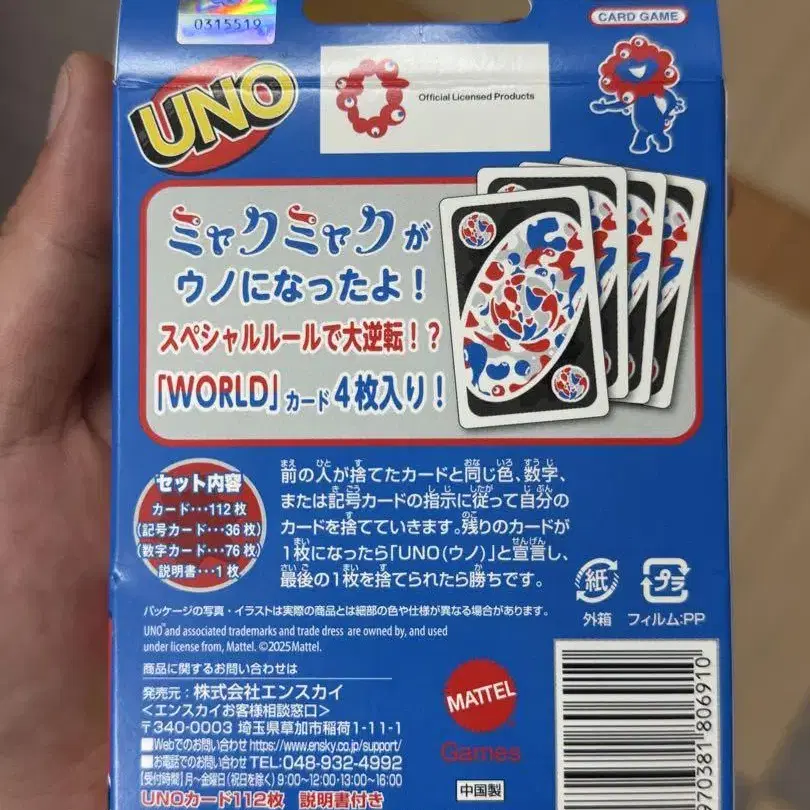 0315519
CARD GAME
UNO
Official Licensed Products
ミャクミャクが
ウノになったよ！
スペシャルルールで大逆転！？
「WORLD」カード4枚入り！
セット内容
カード･･･112枚
(記号カード･･･36枚)
(数字カード･･･76枚)
説明書･･･1枚
前の人が捨てたカードと同じ色、数字、
または記号カードの指示に従って自分の
カードを捨てていきます。残りのカードが
1枚になったら「UNO(ウノ)」と宣言し、
最後の1枚を捨てられたら勝ちです。
紙
外箱
プラ
フィルム:PP
パッケージの写真・イラストは実際の商品とは細部の色や仕様が異なる場合があります。
UNO™and associated trademarks and trade dress are owned by, and used
under license from, Mattel. ©2025Mattel.
商品に関するお問い合わせは
発売元：株式会社エンスカイ
＜エンスカイお客様相談窓口＞
〒340-0003 埼玉県草加市稲荷1-11-1
■Webでのお問い合わせ https://www.ensky.co.jp/support/
■お電話でのお問い合わせ TEL:048-932-4992
【受付時間】月～金曜日(祝日を除く) 9:00～12:00・13:00～16:00
UNOカード112枚 説明書付き
MATTEL
Games
中国製
970381 806910